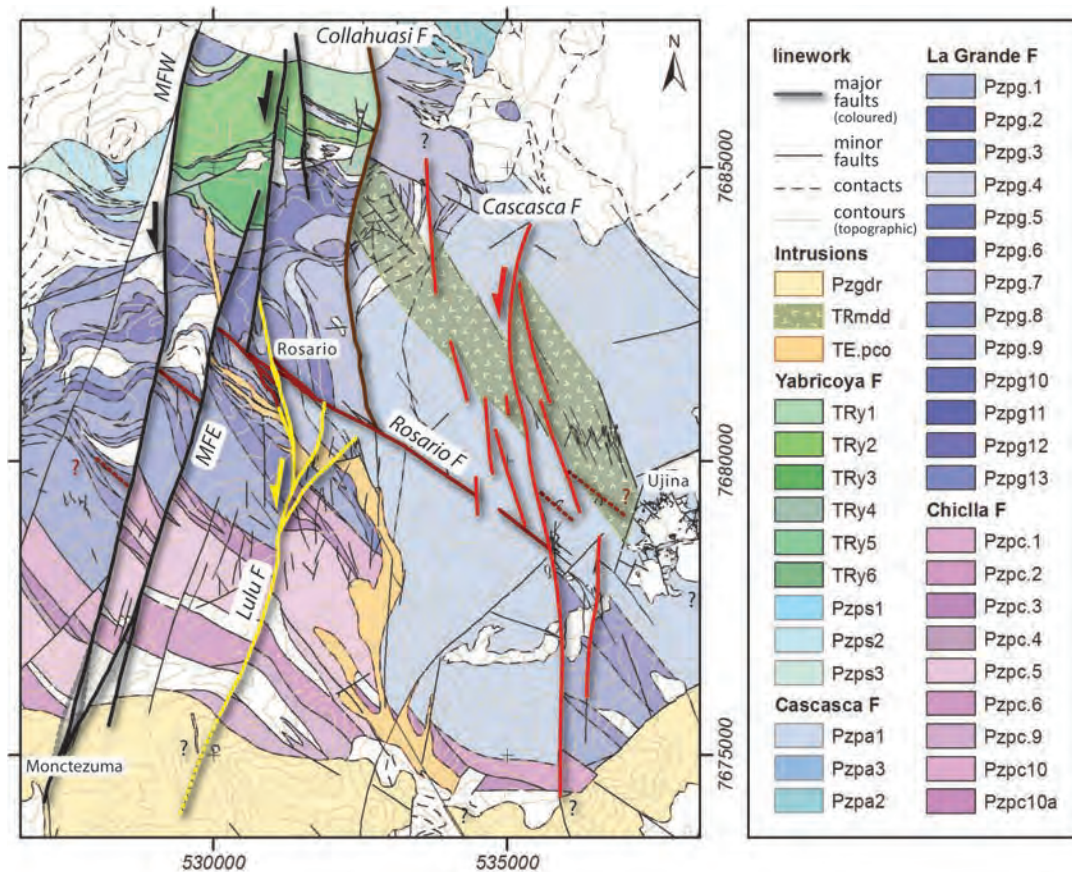 Collahuasi F
N
MFW
?
7685000
Cascasca F
Rosario
Rosario F
MFE
?
?
Ujina
7680000
Lulu F
?
?
7675000
Monctezuma
?
?
530000
535000
linework
major
faults
(coloured)
minor
faults
contacts
contours
(topographic)
Intrusions
Pzgdr
TRmdd
TE.pco
Yabricoya F
TRy1
TRy2
TRy3
TRy4
TRy5
TRy6
Pzps1
Pzps2
Pzps3
Cascasca F
Pzpa1
Pzpa3
Pzpa2
La Grande F
Pzpg.1
Pzpg.2
Pzpg.3
Pzpg.4
Pzpg.5
Pzpg.6
Pzpg.7
Pzpg.8
Pzpg.9
Pzpg10
Pzpg11
Pzpg12
Pzpg13
Chiclla F
Pzpc.1
Pzpc.2
Pzpc.3
Pzpc.4
Pzpc.5
Pzpc.6
Pzpc.9
Pzpc10
Pzpc10a